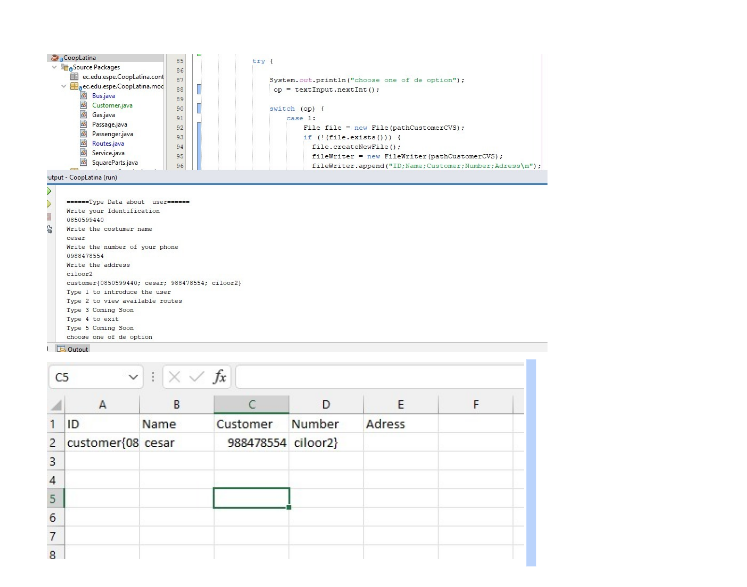 CoopLatina
Source Packages
ec.edu.espe.CoopLatina.cont
ec.edu.espe.CoopLatina.moc
Bus.java
Customer.java
Gas.java
Passage.java
Passenger.java
Routes.java
Service.java
SquareParts.java
85 try {
86
87 System.out.println("choose one of de option");
88 op = textInput.nextInt();
89
90 switch (op) {
91 case 1:
92 File file = new File(pathCustomerCVS);
93 if (!(file.exists())) {
94 file.createNewFile();
95 fileWriter = new FileWriter(pathCustomerCVS);
96 fileWriter.append("ID;Name;Customer;Number;Adress\n");
utput - CoopLatina (run)
======Type Data about user======
Write your Identification
0850599440
Write the costumer name
cesar
Write the number of your phone
0988478554
Write the address
ciloor2
customer{0850599440; cesar; 988478554; ciloor2}
Type 1 to introduce the user
Type 2 to view available routes
Type 3 Coming Soon
Type 4 to exit
Type 5 Coming Soon
choose one of de option
Output
C5 fx
A B C D E F
1 ID Name Customer Number Adress
2 customer{08 cesar 988478554 ciloor2}
3
4
5
6
7
8